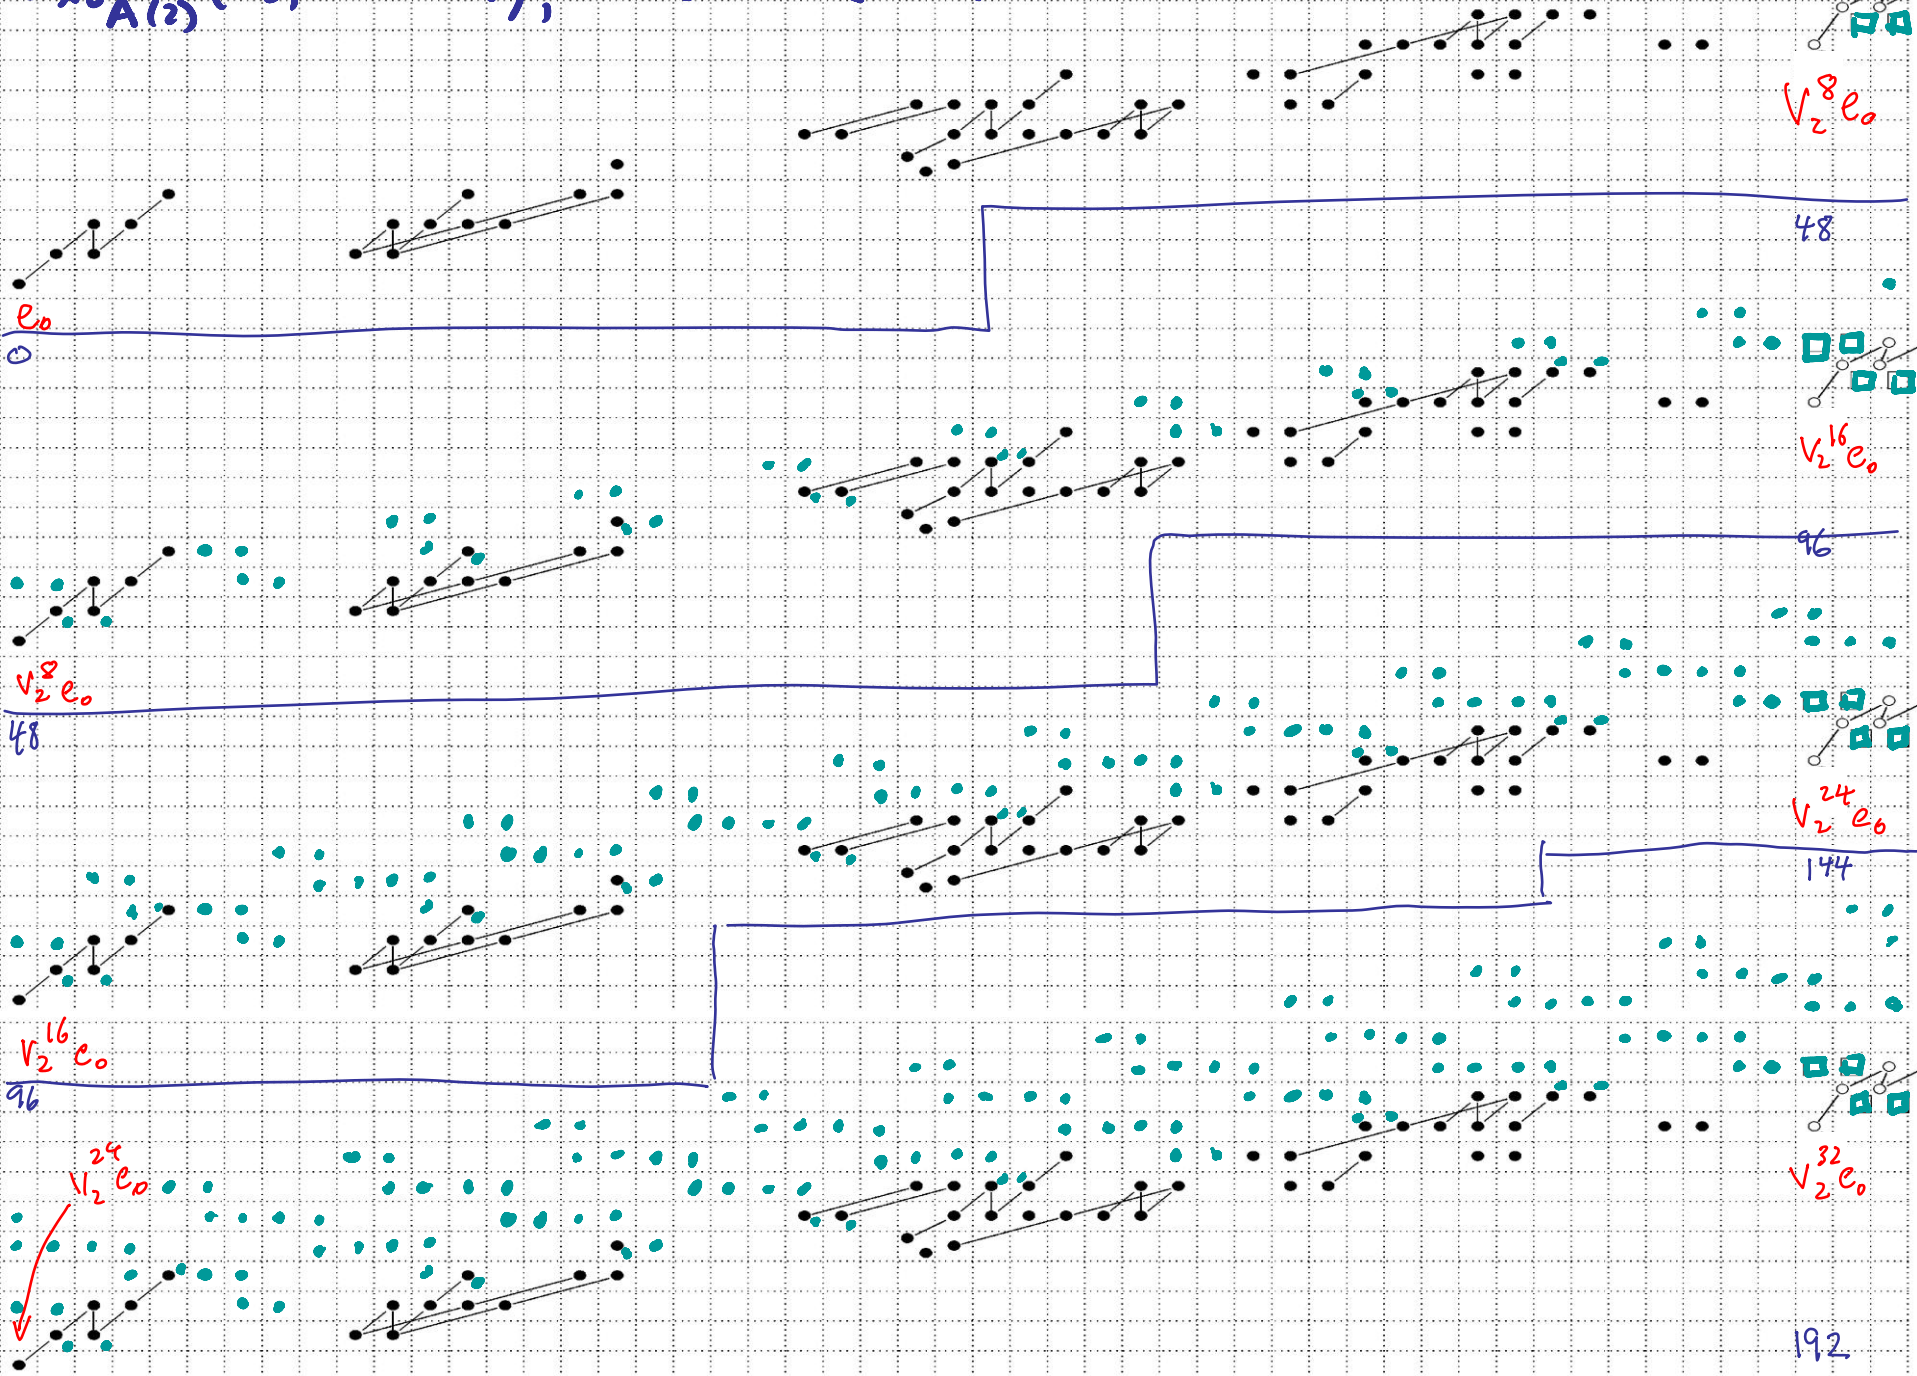 A(2)
V₂⁸e₀
48
e₀
0
V₂¹⁶e₀
96
V₂⁸e₀
48
V₂²⁴e₀
144
V₂¹⁶e₀
96
V₂²⁴e₀
V₂³²e₀
192